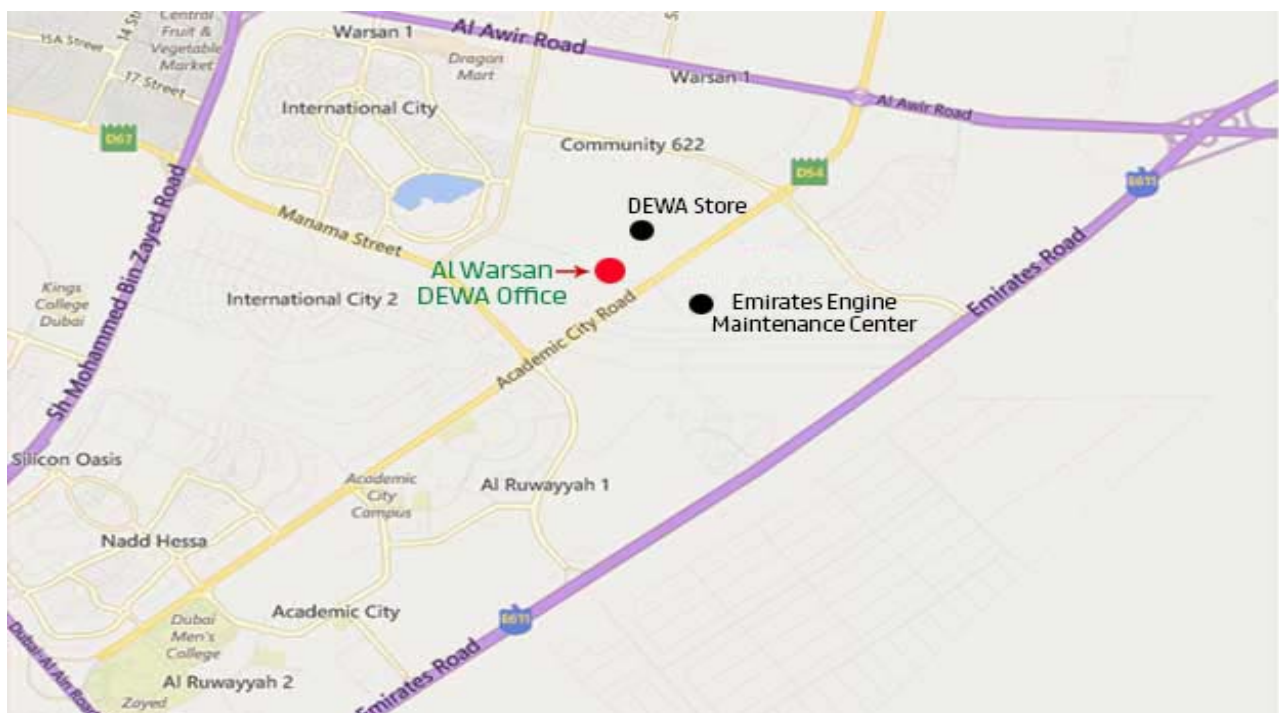 Central
Fruit &
Vegetable
Market
14 St
15A Street
17 Street
Warsan 1
Al Awir Road
Dragon
Mart
Warsan 1
Al Awir Road
International City
D67
Community 622
D54
E611
Sh Mohammed Bin Zayed Road
Manama Street
DEWA Store
Al Warsan
DEWA Office
Emirates Road
Kings
College
Dubai
International City 2
Emirates Engine
Maintenance Center
Academic City Road
Silicon Oasis
Academic
City
Campus
Al Ruwayyah 1
Nadd Hessa
Academic City
E611
Dubai
Men's
College
Dubai-Al Ain Road
Al Ruwayyah 2
Emirates Road
Zayed